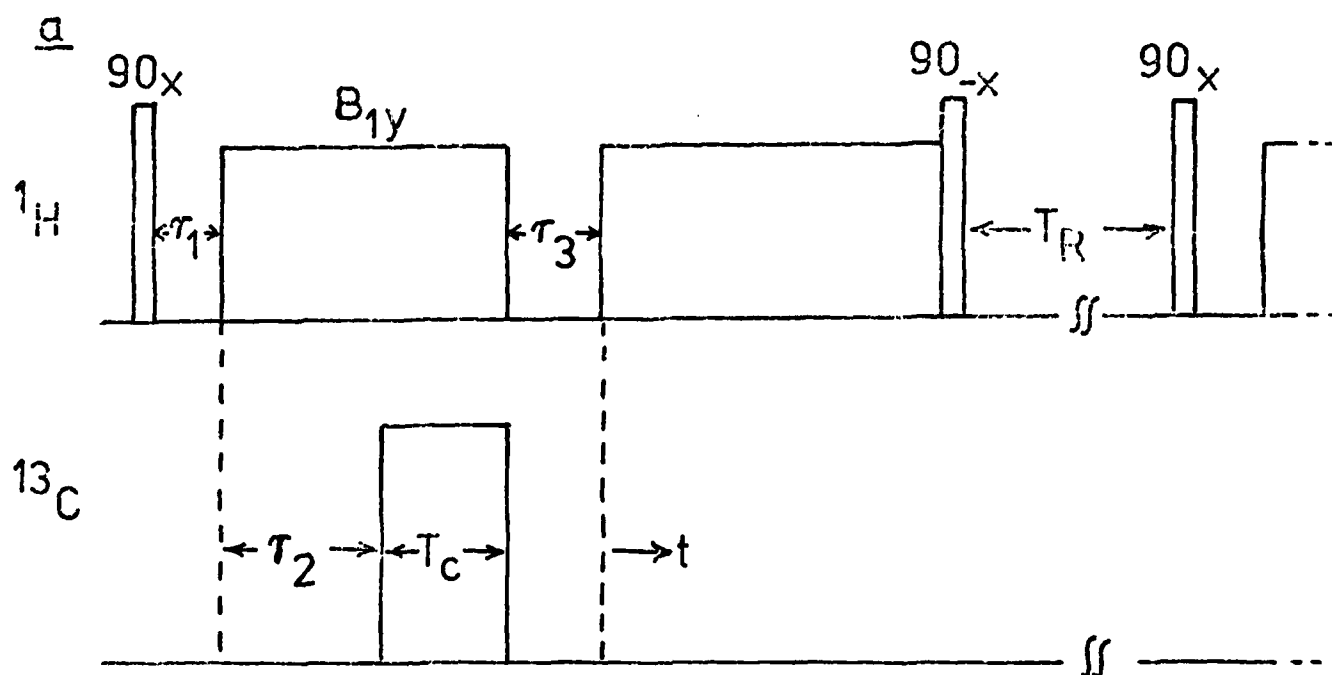 a
90x 90-x 90x
B1y
1H
τ1 τ3 TR
13C
τ2 Tc t